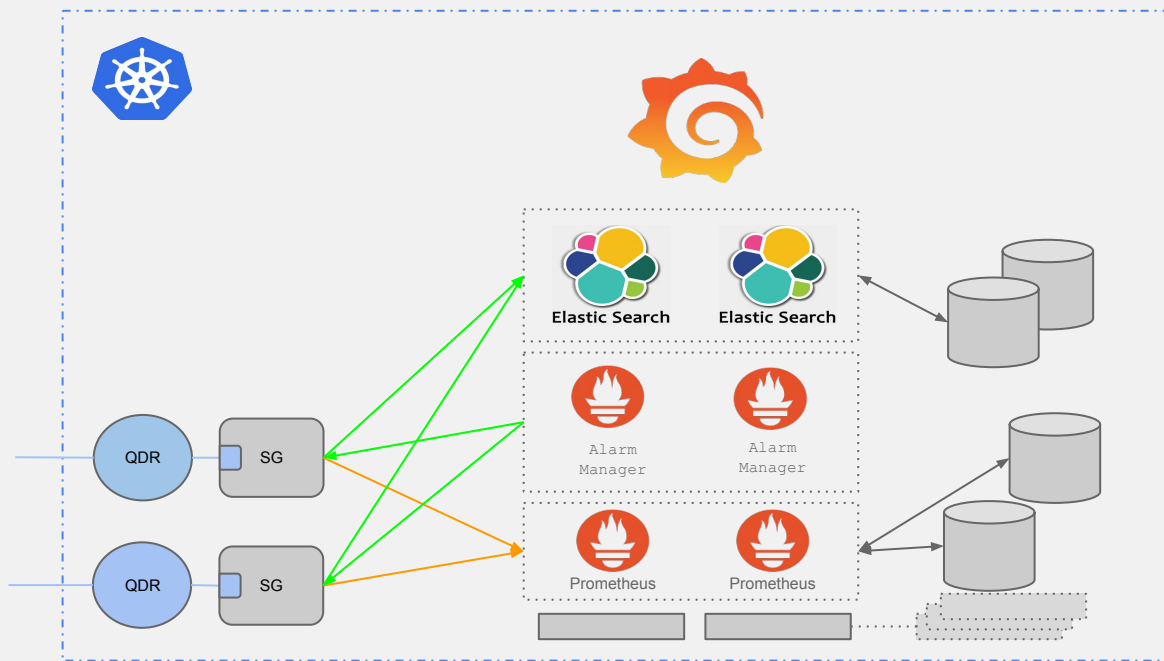 Elastic Search
Elastic Search
Alarm
Manager
Alarm
Manager
QDR
SG
QDR
SG
Prometheus
Prometheus